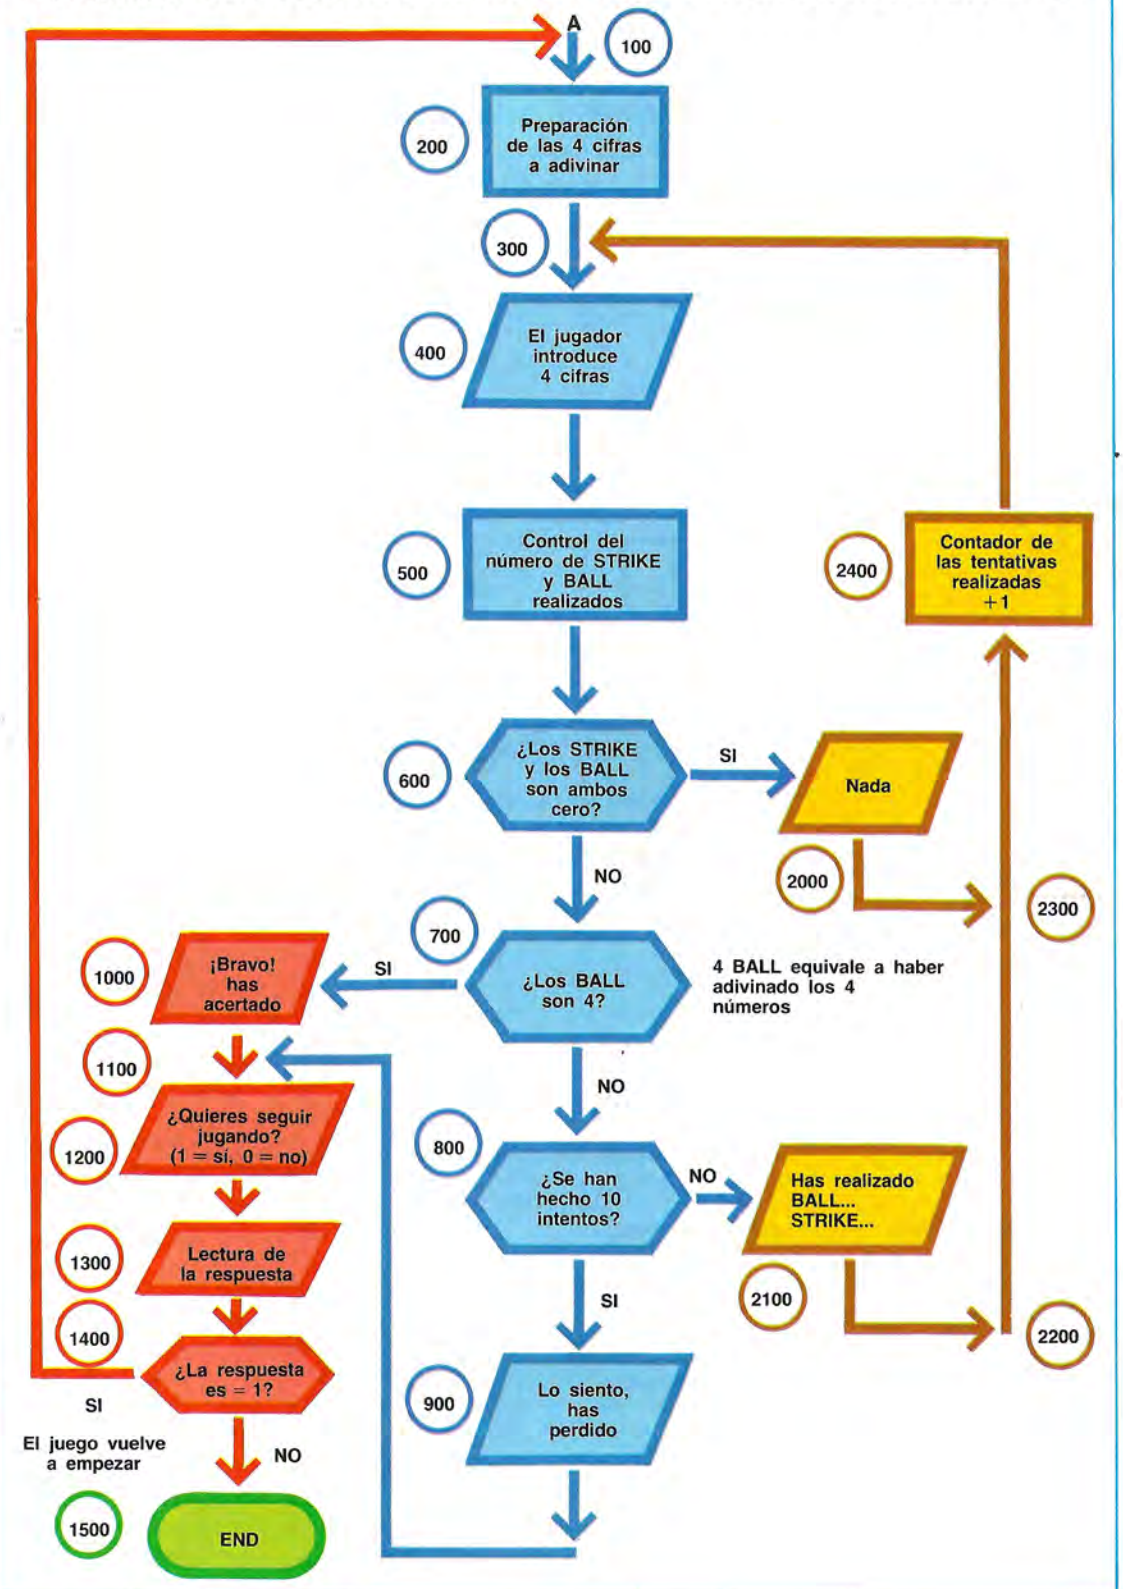 A
100
200
Preparación
de las 4 cifras
a adivinar
300
400
El jugador
introduce
4 cifras
500
Control del
número de STRIKE
y BALL
realizados
2400
Contador de
las tentativas
realizadas
+1
600
¿Los STRIKE
y los BALL
son ambos
cero?
SI
Nada
2000
2300
NO
700
¿Los BALL
son 4?
4 BALL equivale a haber
adivinado los 4
números
SI
1000
¡Bravo!
has
acertado
1100
NO
1200
¿Quieres seguir
jugando?
(1 = sí, 0 = no)
800
¿Se han
hecho 10
intentos?
NO
Has realizado
BALL...
STRIKE...
2100
2200
1300
Lectura de
la respuesta
SI
1400
¿La respuesta
es = 1?
SI
El juego vuelve
a empezar
NO
900
Lo siento,
has
perdido
1500
END